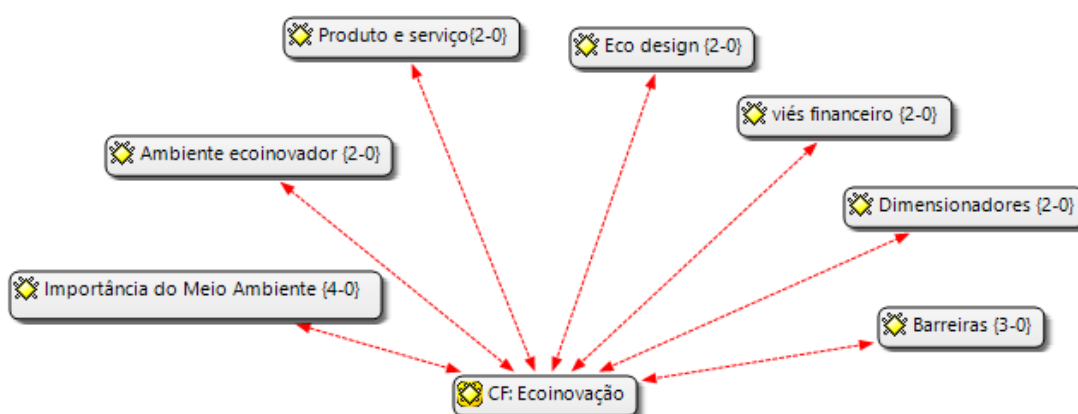 Produto e serviço{2-0}
Eco design {2-0}
viés financeiro {2-0}
Ambiente ecoinovador {2-0}
Dimensionadores {2-0}
Importância do Meio Ambiente {4-0}
Barreiras {3-0}
CF: Ecoinovação